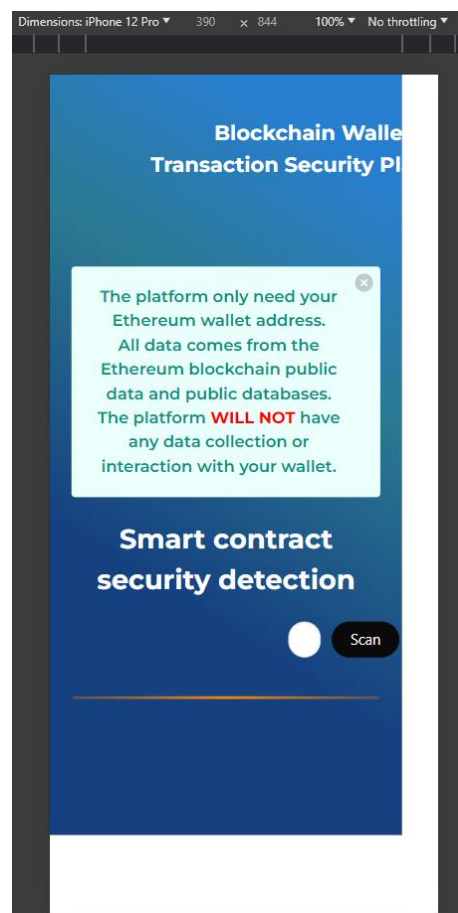 Dimensions: iPhone 12 Pro ▼ 390 × 844 100% ▼ No throttling ▼
Blockchain Walle
Transaction Security Pl
The platform only need your
Ethereum wallet address.
All data comes from the
Ethereum blockchain public
data and public databases.
The platform WILL NOT have
any data collection or
interaction with your wallet.
Smart contract
security detection
Scan